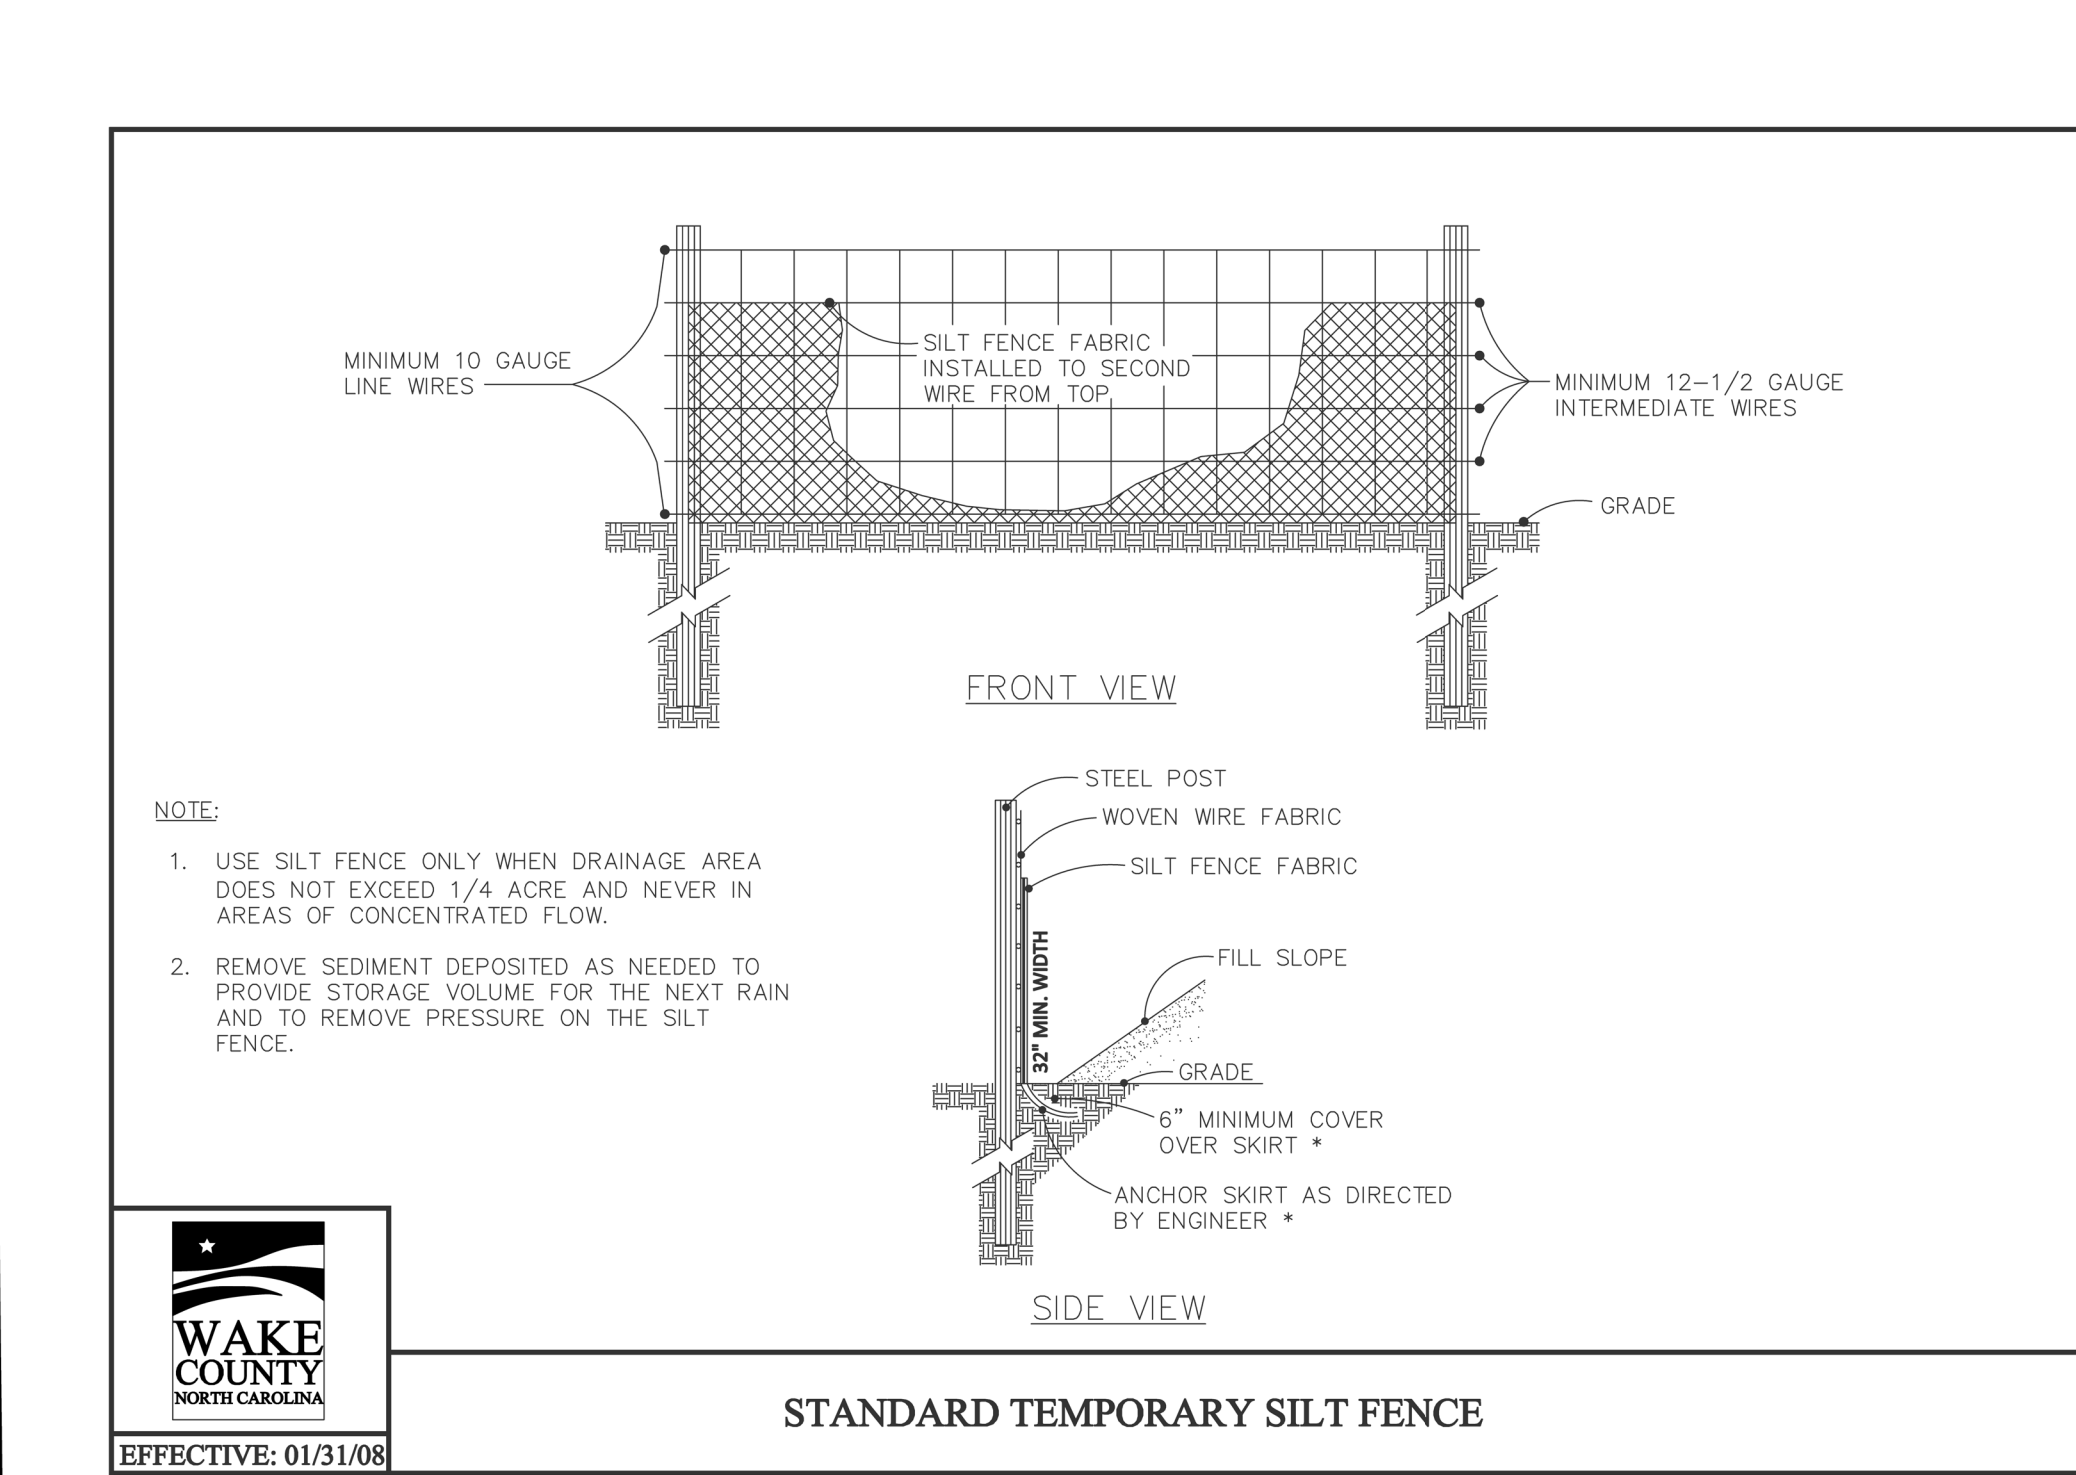 MINIMUM 10 GAUGE
LINE WIRES
SILT FENCE FABRIC
INSTALLED TO SECOND
WIRE FROM TOP
MINIMUM 12-1/2 GAUGE
INTERMEDIATE WIRES
GRADE
FRONT VIEW
NOTE:
1. USE SILT FENCE ONLY WHEN DRAINAGE AREA
DOES NOT EXCEED 1/4 ACRE AND NEVER IN
AREAS OF CONCENTRATED FLOW.
2. REMOVE SEDIMENT DEPOSITED AS NEEDED TO
PROVIDE STORAGE VOLUME FOR THE NEXT RAIN
AND TO REMOVE PRESSURE ON THE SILT
FENCE.
STEEL POST
WOVEN WIRE FABRIC
SILT FENCE FABRIC
32" MIN. WIDTH
FILL SLOPE
GRADE
6” MINIMUM COVER
OVER SKIRT *
ANCHOR SKIRT AS DIRECTED
BY ENGINEER *
SIDE VIEW
WAKE
COUNTY
NORTH CAROLINA
EFFECTIVE: 01/31/08
STANDARD TEMPORARY SILT FENCE